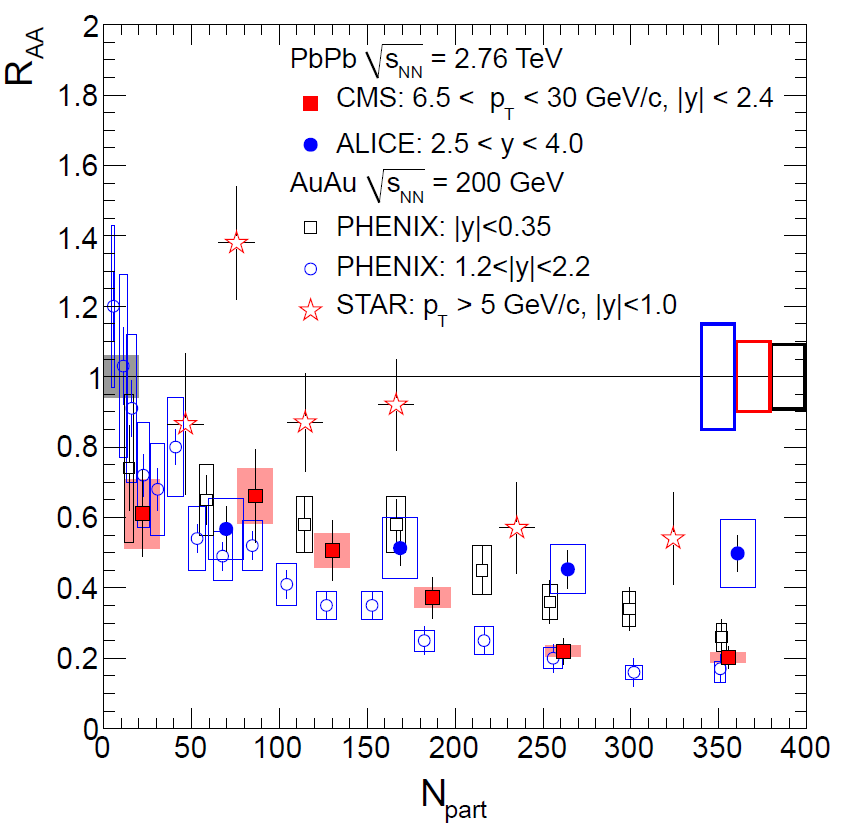 R_AA
2
1.8
1.6
1.4
1.2
1
0.8
0.6
0.4
0.2
0
PbPb √s_NN = 2.76 TeV
CMS: 6.5 < p_T < 30 GeV/c, |y| < 2.4
ALICE: 2.5 < y < 4.0
AuAu √s_NN = 200 GeV
PHENIX: |y|<0.35
PHENIX: 1.2<|y|<2.2
STAR: p_T > 5 GeV/c, |y|<1.0
0 50 100 150 200 250 300 350 400
N_part